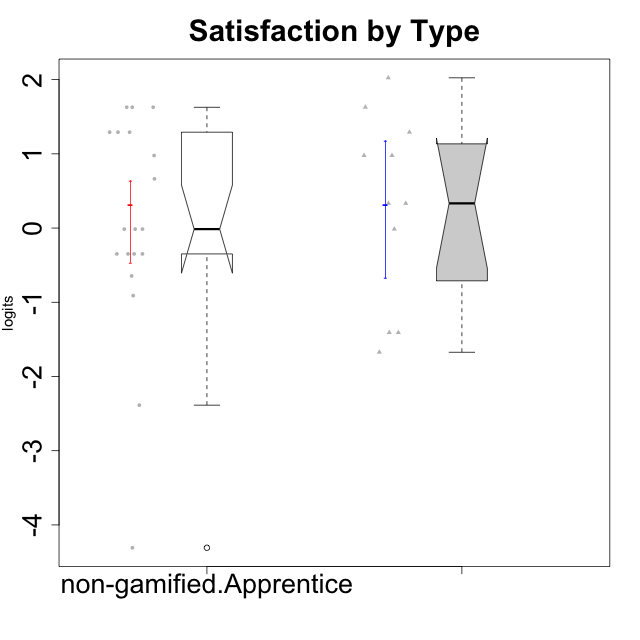 Satisfaction by Type
logits
2
1
0
-1
-2
-3
-4
non-gamified.Apprentice